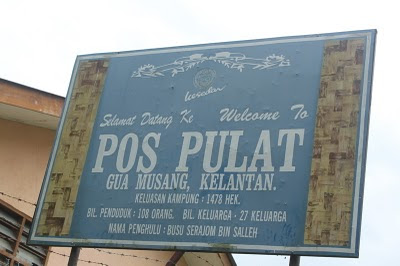 Selamat Datang Ke Welcome To
POS PULAT
GUA MUSANG, KELANTAN.
KELUASAN KAMPUNG : 1478 HEK.
BIL. PENDUDUK : 108 ORANG. BIL. KELUARGA - 27 KELUARGA
NAMA PENGHULU : BUSU SERAJOM BIN SALLEH